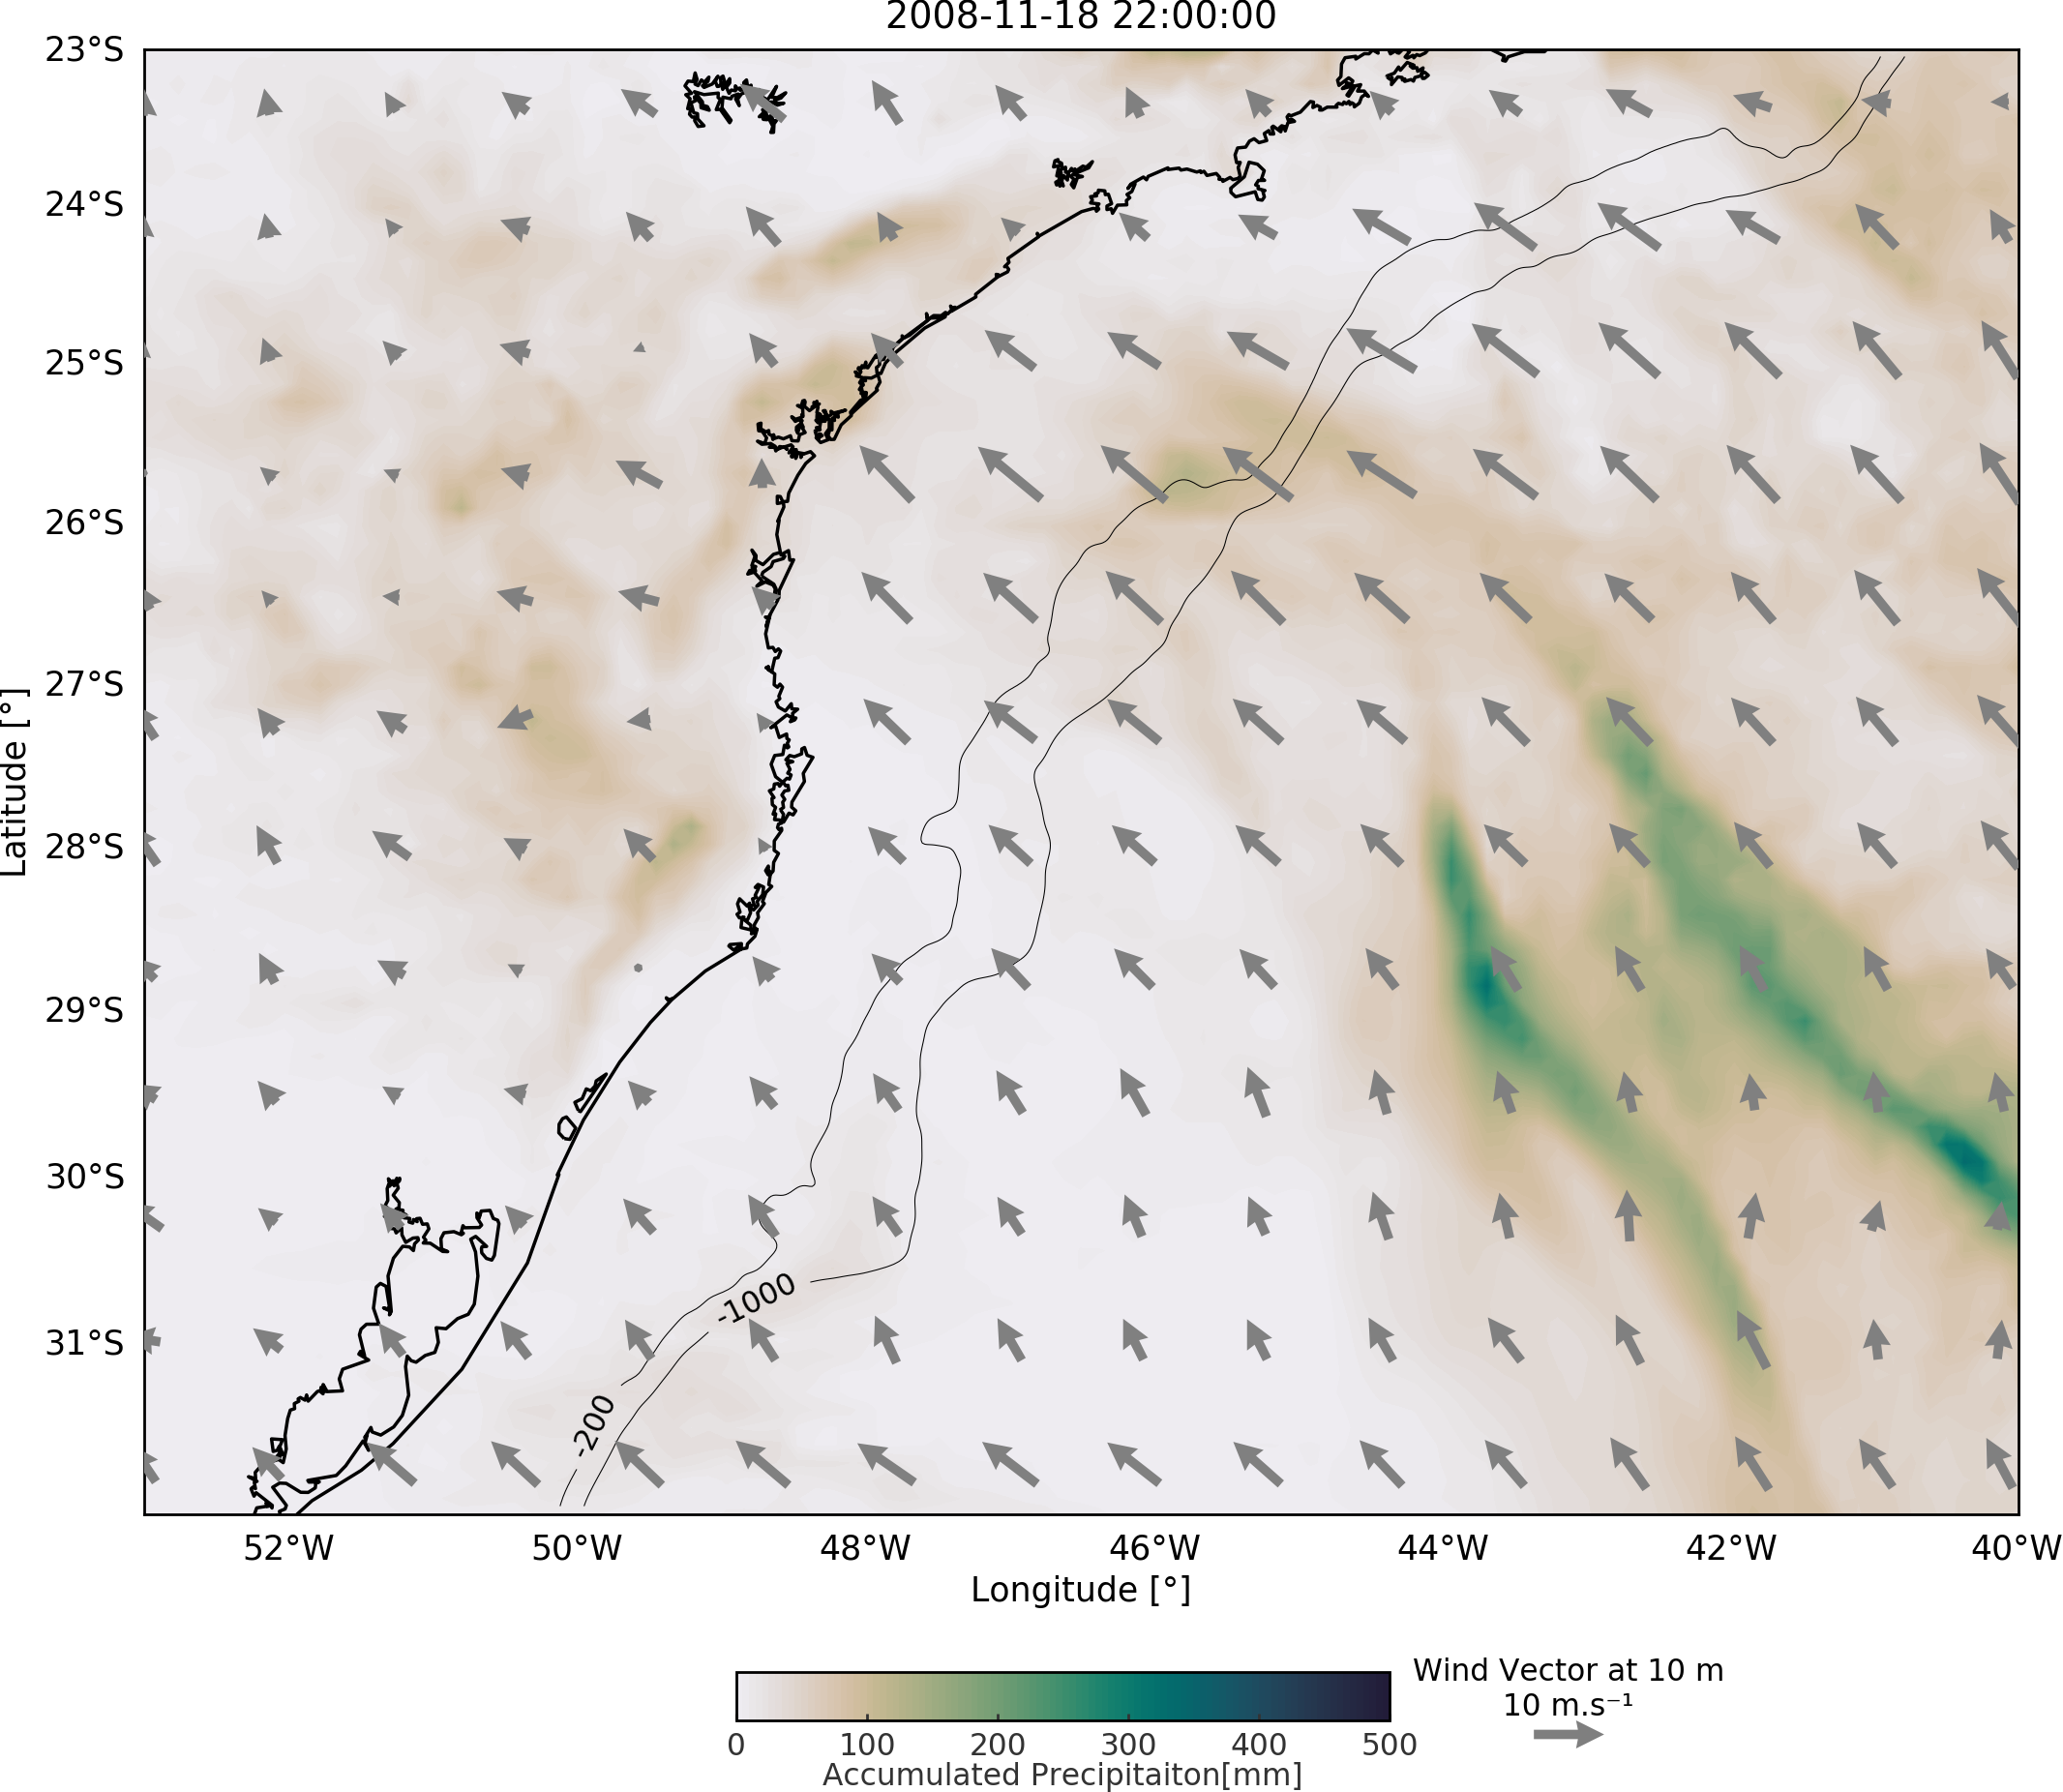 2008-11-18 22:00:00
23°S
24°S
25°S
26°S
27°S
28°S
29°S
30°S
31°S
Latitude [°]
-1000
-200
52°W 50°W 48°W 46°W 44°W 42°W 40°W
Longitude [°]
Wind Vector at 10 m
10 m.s⁻¹
0 100 200 300 400 500
Accumulated Precipitaiton[mm]